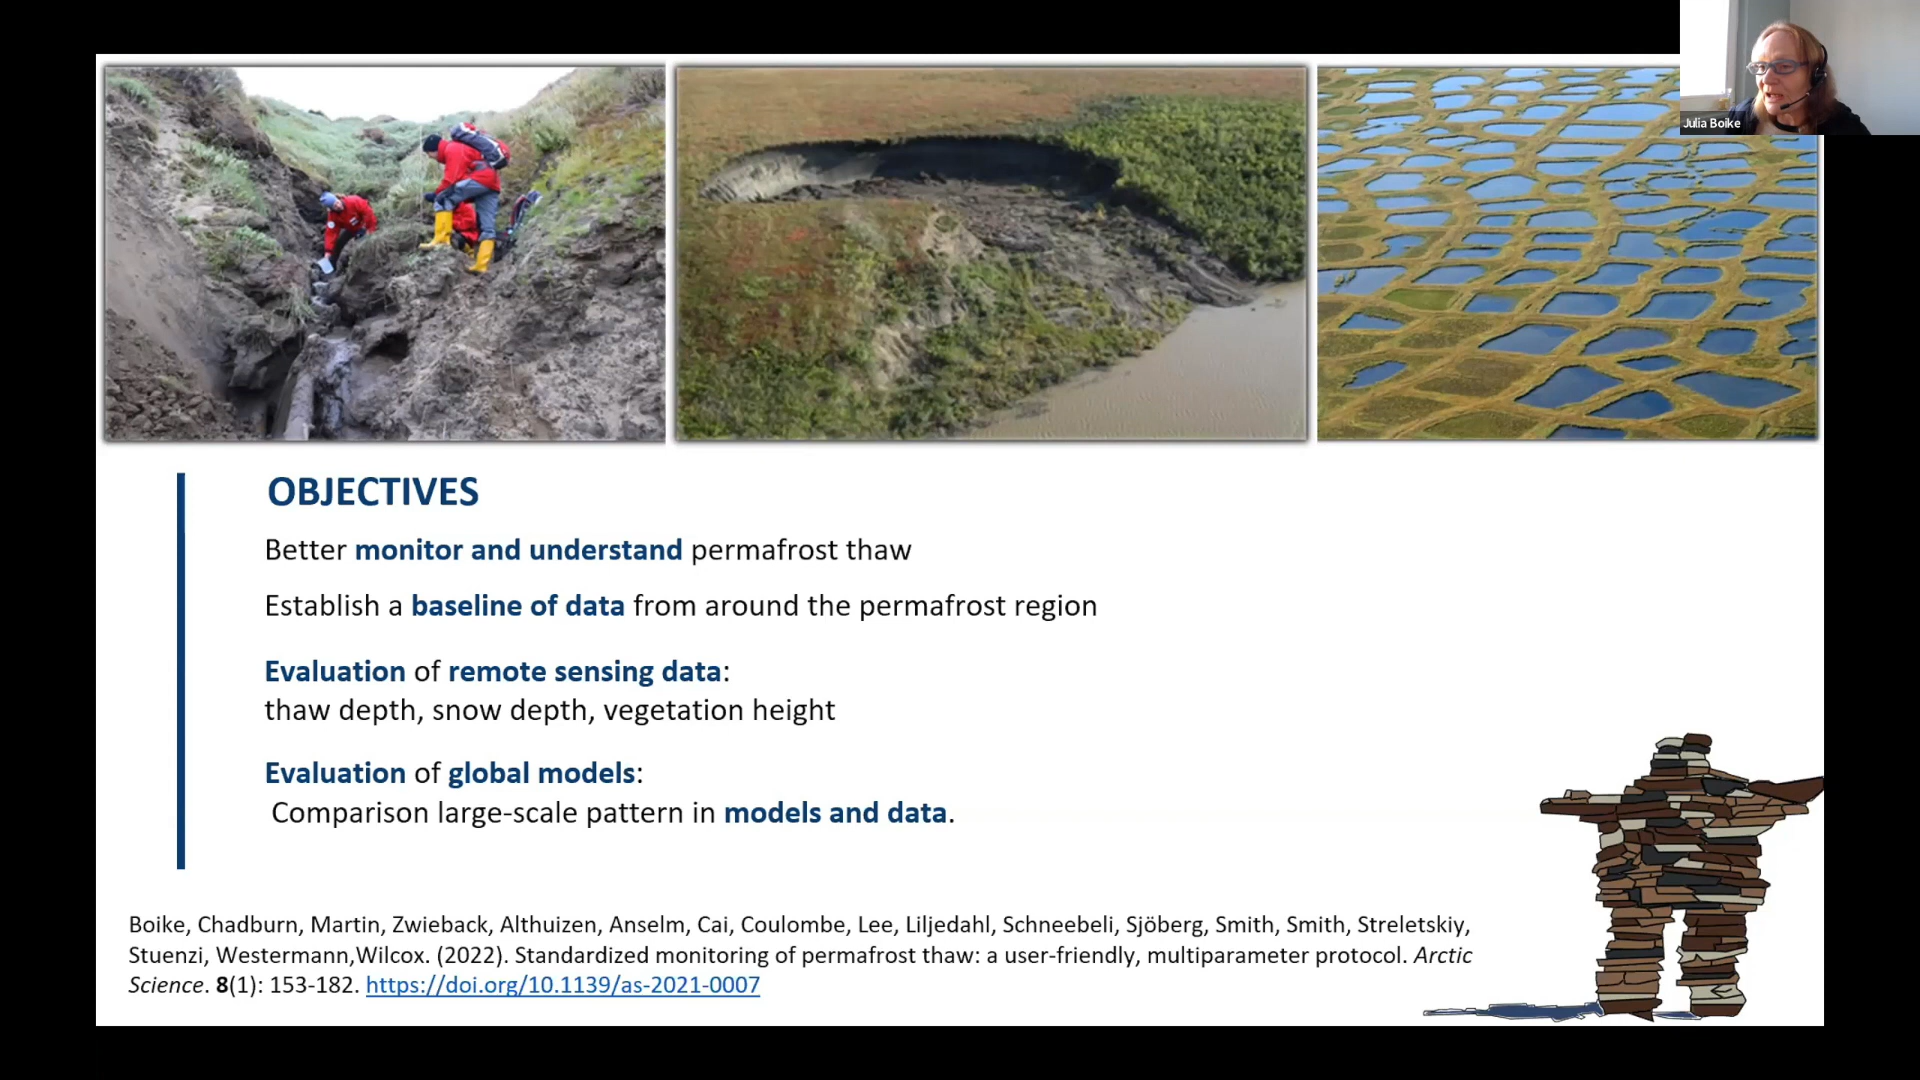 Julia Boike
OBJECTIVES
Better monitor and understand permafrost thaw
Establish a baseline of data from around the permafrost region
Evaluation of remote sensing data:
thaw depth, snow depth, vegetation height
Evaluation of global models:
Comparison large-scale pattern in models and data.
Boike, Chadburn, Martin, Zwieback, Althuizen, Anselm, Cai, Coulombe, Lee, Liljedahl, Schneebeli, Sjöberg, Smith, Smith, Streletskiy,
Stuenzi, Westermann,Wilcox. (2022). Standardized monitoring of permafrost thaw: a user-friendly, multiparameter protocol. Arctic
Science. 8(1): 153-182. https://doi.org/10.1139/as-2021-0007